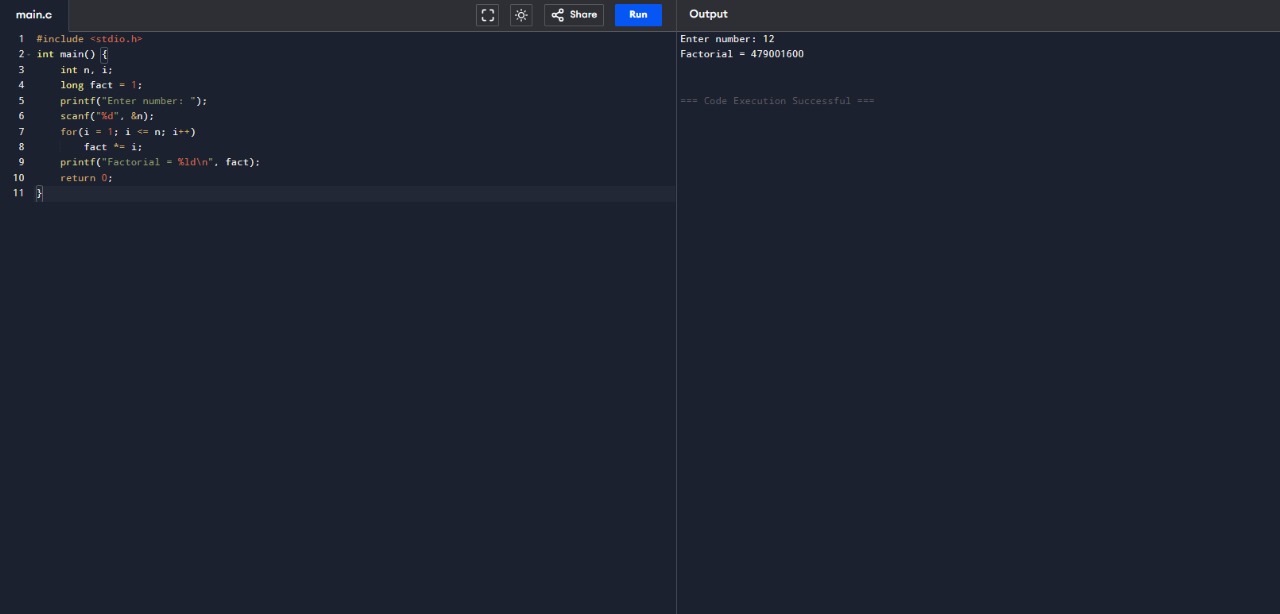 main.c
Share
Run
Output
1 #include <stdio.h>
2 int main() {
3     int n, i;
4     long fact = 1;
5     printf("Enter number: ");
6     scanf("%d", &n);
7     for(i = 1; i <= n; i++)
8         fact *= i;
9     printf("Factorial = %ld\n", fact);
10     return 0;
11 }
Enter number: 12
Factorial = 479001600
=== Code Execution Successful ===